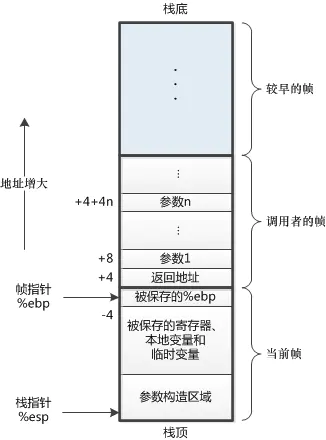 栈底
较早的帧
地址增大
+4+4n
参数n
调用者的帧
+8
参数1
+4
返回地址
帧指针
%ebp
被保存的%ebp
-4
被保存的寄存器、
本地变量和
临时变量
当前帧
参数构造区域
栈指针
%esp
栈顶